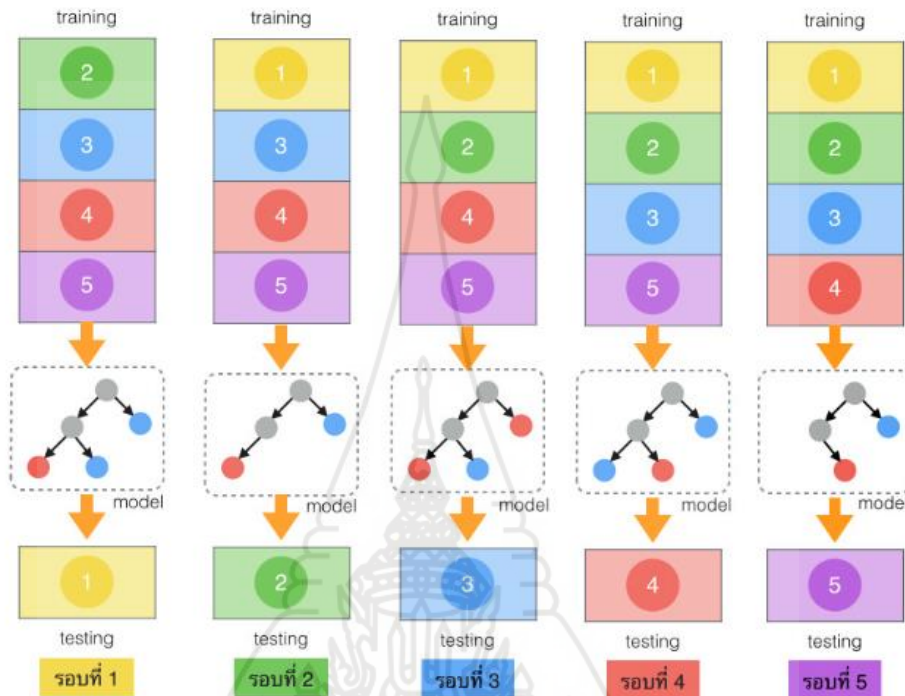 training training training training training
2 1 1 1 1
3 3 2 2 2
4 4 4 3 3
5 5 5 5 4
model model model model model
1 2 3 4 5
testing testing testing testing testing
รอบที่ 1 รอบที่ 2 รอบที่ 3 รอบที่ 4 รอบที่ 5